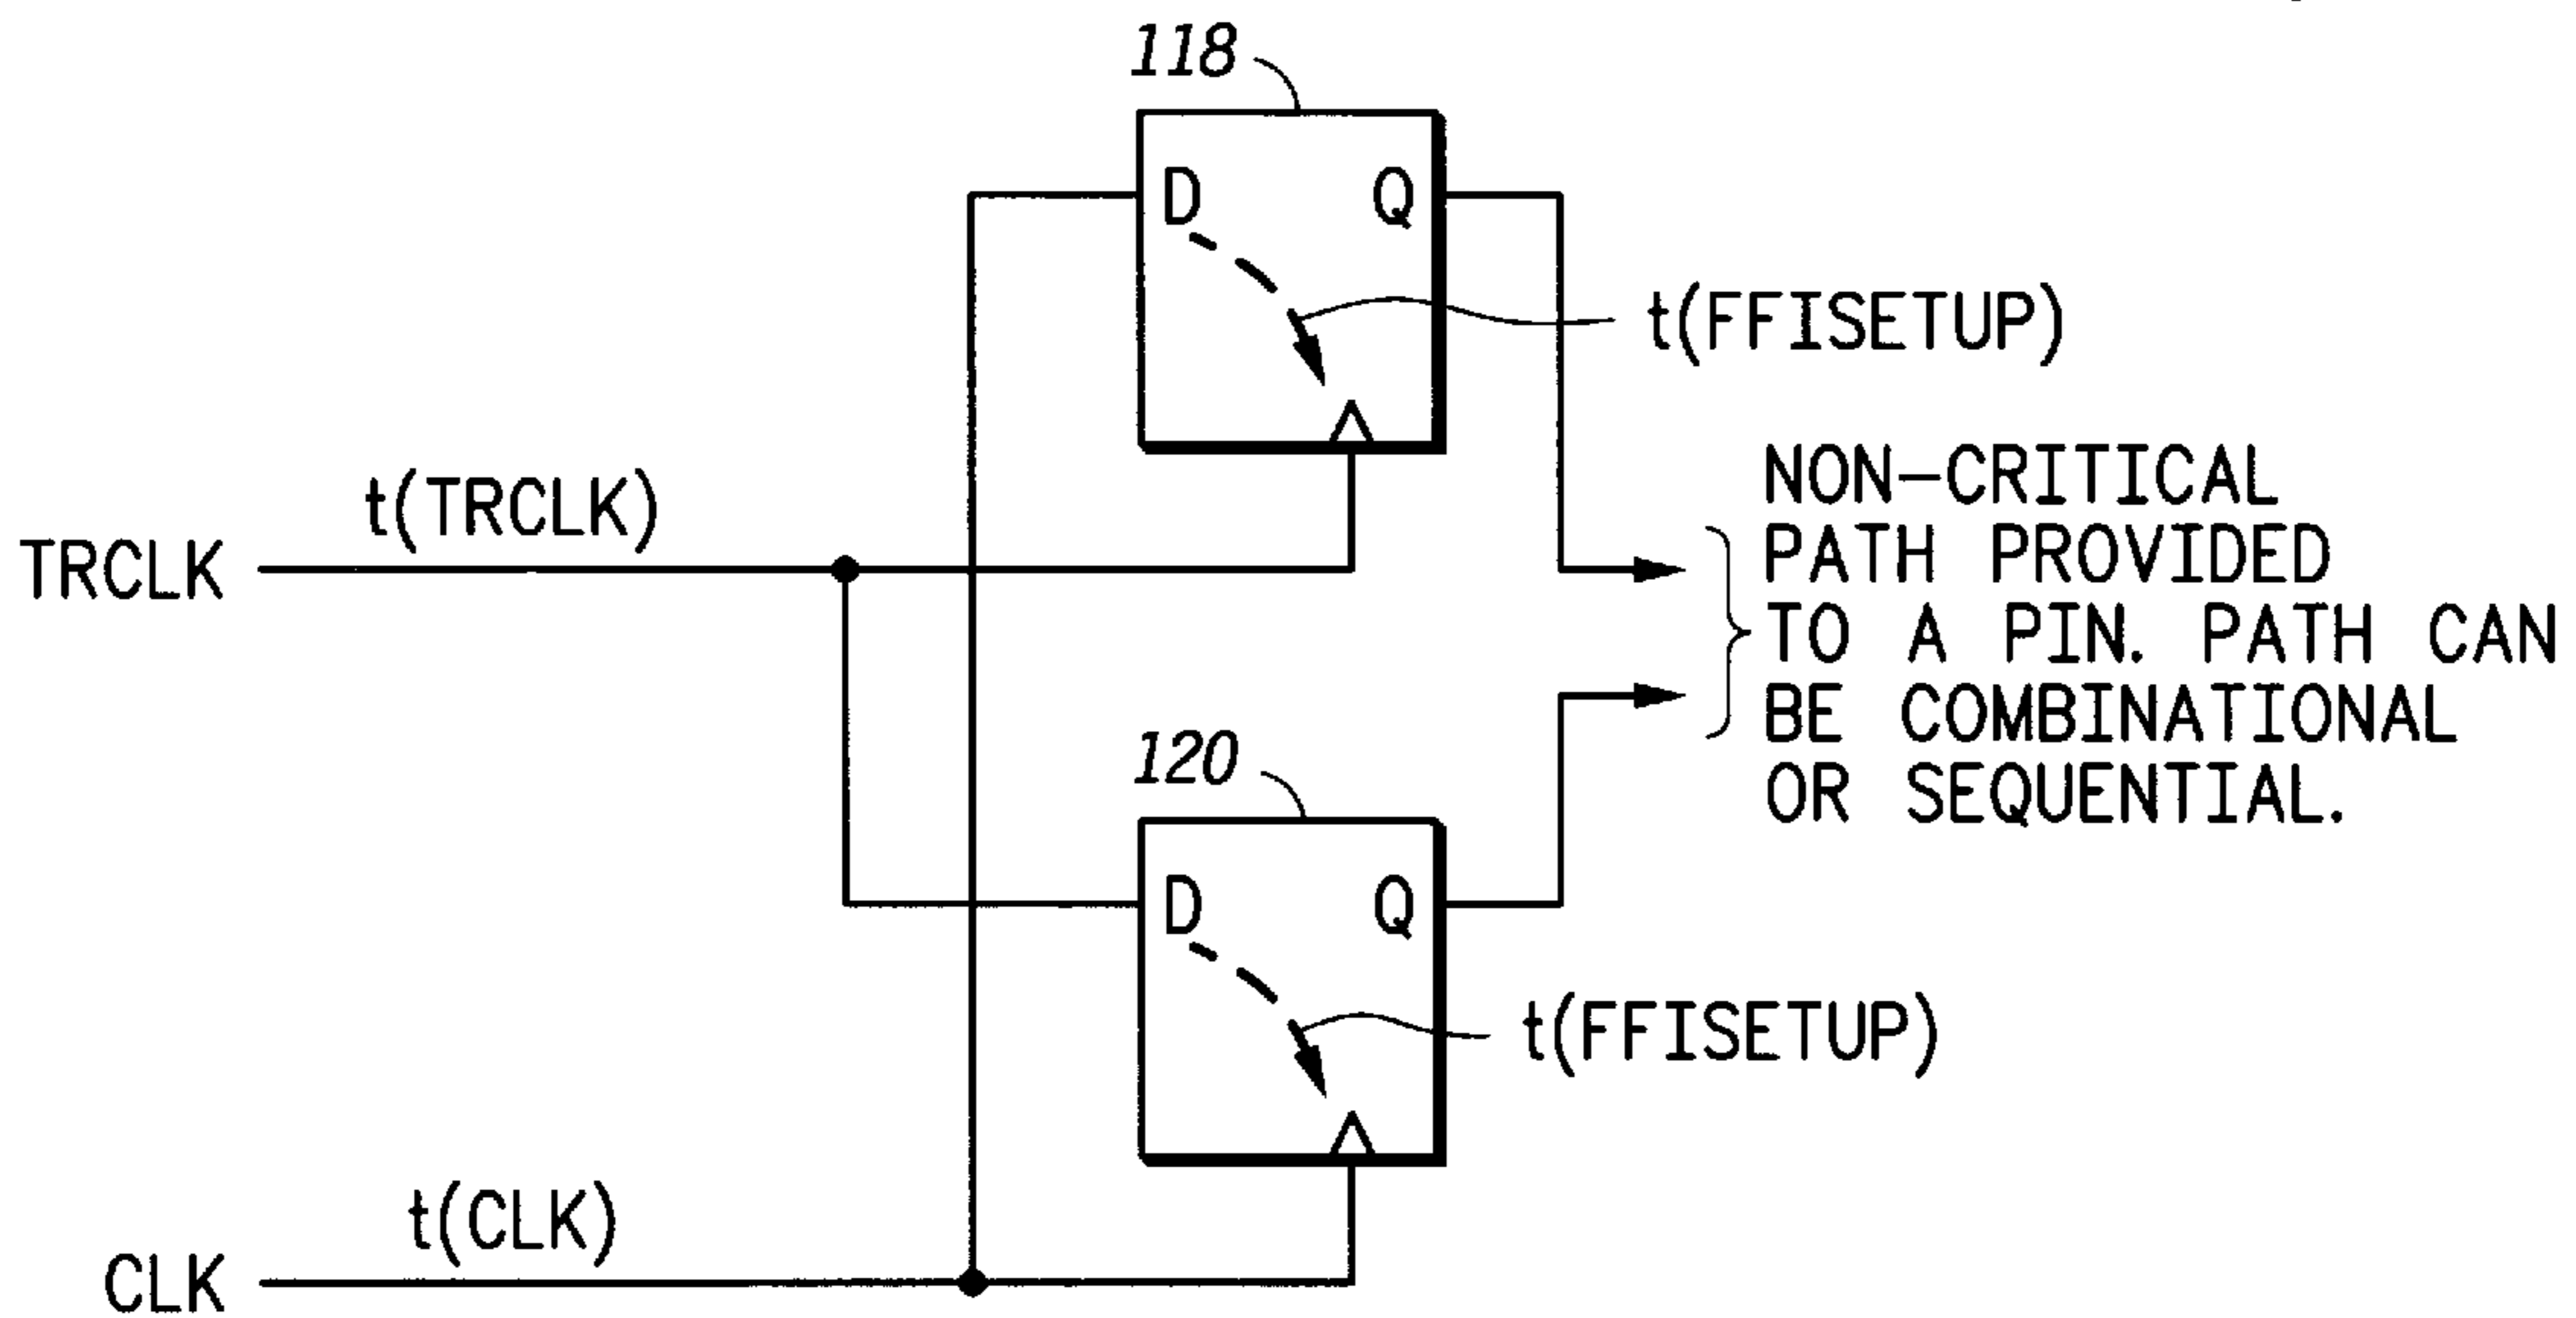 118
D Q
t(FFISETUP)
t(TRCLK)
TRCLK
NON-CRITICAL
PATH PROVIDED
TO A PIN. PATH CAN
BE COMBINATIONAL
OR SEQUENTIAL.
120
D Q
t(FFISETUP)
t(CLK)
CLK